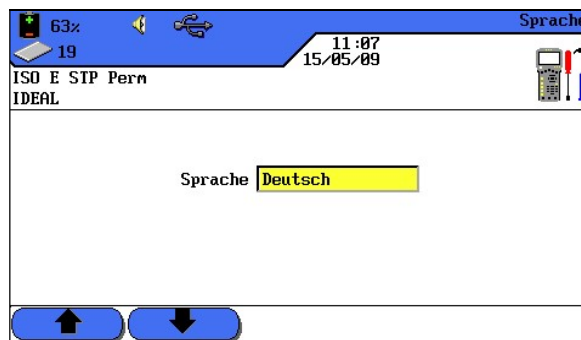 63%
Sprache
19
11:07
15/05/09
ISO E STP Perm
IDEAL
Sprache Deutsch